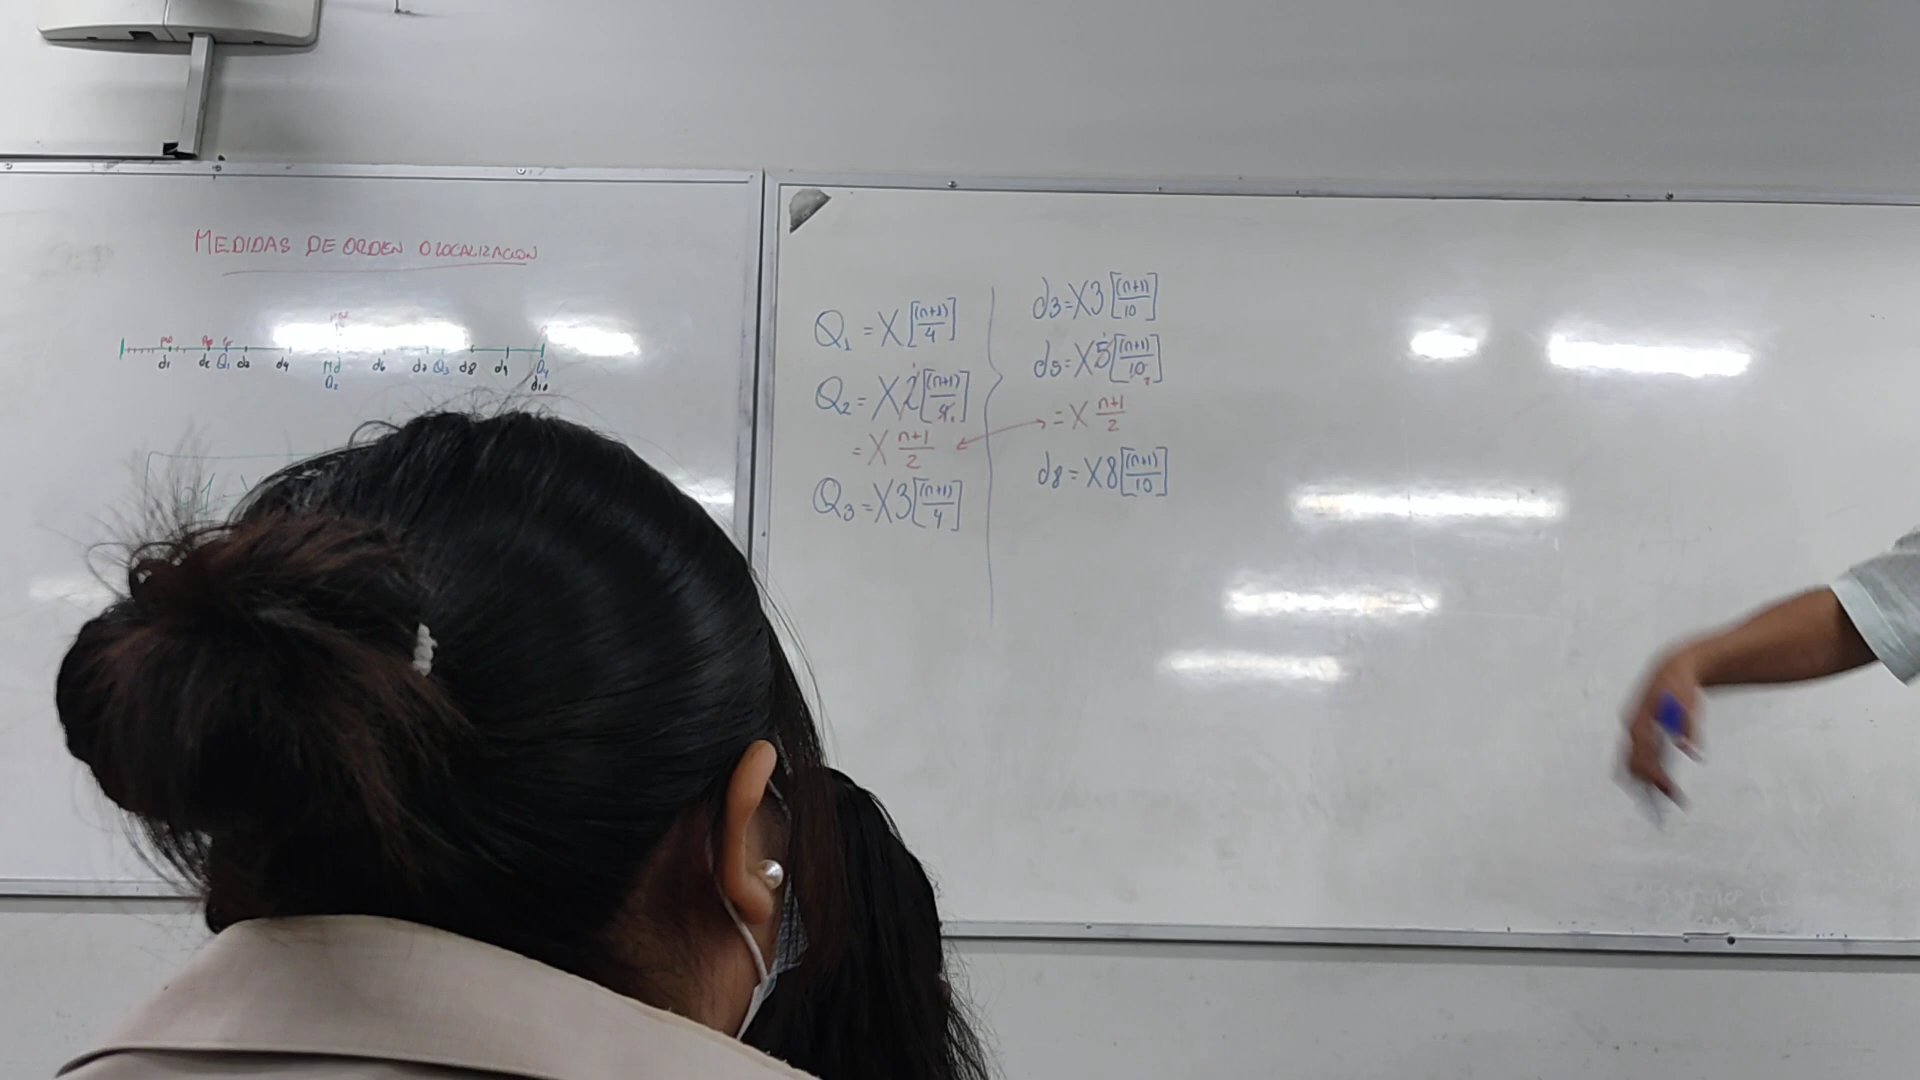 MEDIDAS DE ORDEN O LOCALIZACION
d1 d2 Q1 d3 d4 Md d6 d7 Q3 d8 d9 Q4
Q2 d10
Q1 = X[(n+1)/4]
Q2 = X2[(n+1)/4]
= X n+1/2
Q3 = X3[(n+1)/4]
d3 = X3[(n+1)/10]
d5 = X5[(n+1)/10]
= X n+1/2
d8 = X8[(n+1)/10]